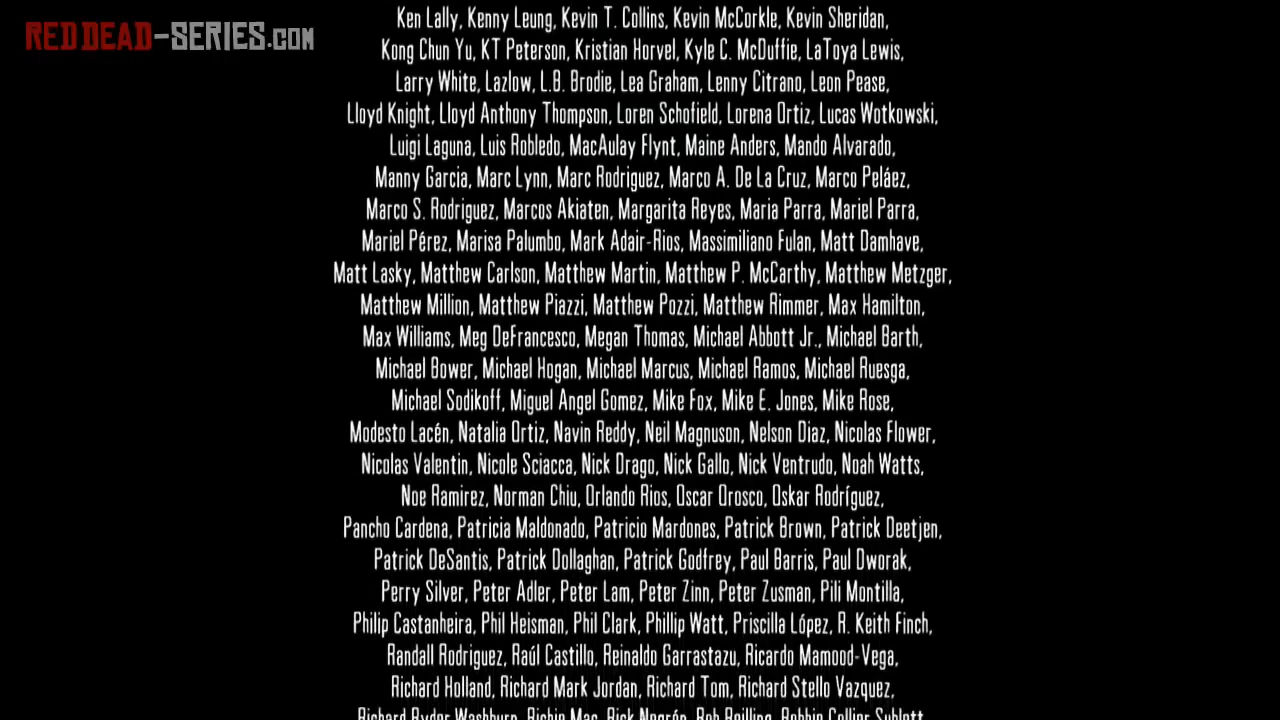 RED DEAD-SERIES.COM
Ken Lally, Kenny Leung, Kevin T. Collins, Kevin McCorkle, Kevin Sheridan,
Kong Chun Yu, KT Peterson, Kristian Horvel, Kyle C. McDuffie, LaToya Lewis,
Larry White, Lazlow, L.B. Brodie, Lea Graham, Lenny Citrano, Leon Pease,
Lloyd Knight, Lloyd Anthony Thompson, Loren Schofield, Lorena Ortiz, Lucas Wotkowski,
Luigi Laguna, Luis Robledo, MacAulay Flynt, Maine Anders, Mando Alvarado,
Manny Garcia, Marc Lynn, Marc Rodriguez, Marco A. De La Cruz, Marco Peláez,
Marco S. Rodriguez, Marcos Akiaten, Margarita Reyes, Maria Parra, Mariel Parra,
Mariel Pérez, Marisa Palumbo, Mark Adair-Rios, Massimiliano Fulan, Matt Damhave,
Matt Lasky, Matthew Carlson, Matthew Martin, Matthew P. McCarthy, Matthew Metzger,
Matthew Million, Matthew Piazzi, Matthew Pozzi, Matthew Rimmer, Max Hamilton,
Max Williams, Meg DeFrancesco, Megan Thomas, Michael Abbott Jr., Michael Barth,
Michael Bower, Michael Hogan, Michael Marcus, Michael Ramos, Michael Ruesga,
Michael Sodikoff, Miguel Angel Gomez, Mike Fox, Mike E. Jones, Mike Rose,
Modesto Lacén, Natalia Ortiz, Navin Reddy, Neil Magnuson, Nelson Diaz, Nicolas Flower,
Nicolas Valentin, Nicole Sciacca, Nick Drago, Nick Gallo, Nick Ventrudo, Noah Watts,
Noe Ramirez, Norman Chiu, Orlando Rios, Oscar Orosco, Oskar Rodríguez,
Pancho Cardena, Patricia Maldonado, Patricio Mardones, Patrick Brown, Patrick Deetjen,
Patrick DeSantis, Patrick Dollaghan, Patrick Godfrey, Paul Barris, Paul Dworak,
Perry Silver, Peter Adler, Peter Lam, Peter Zinn, Peter Zusman, Pili Montilla,
Philip Castanheira, Phil Heisman, Phil Clark, Phillip Watt, Priscilla López, R. Keith Finch,
Randall Rodriguez, Raúl Castillo, Reinaldo Garrastazu, Ricardo Mamood-Vega,
Richard Holland, Richard Mark Jordan, Richard Tom, Richard Stello Vazquez,
Richard Ryder Washburn, Richie Mac, Rick Negrón, Rob